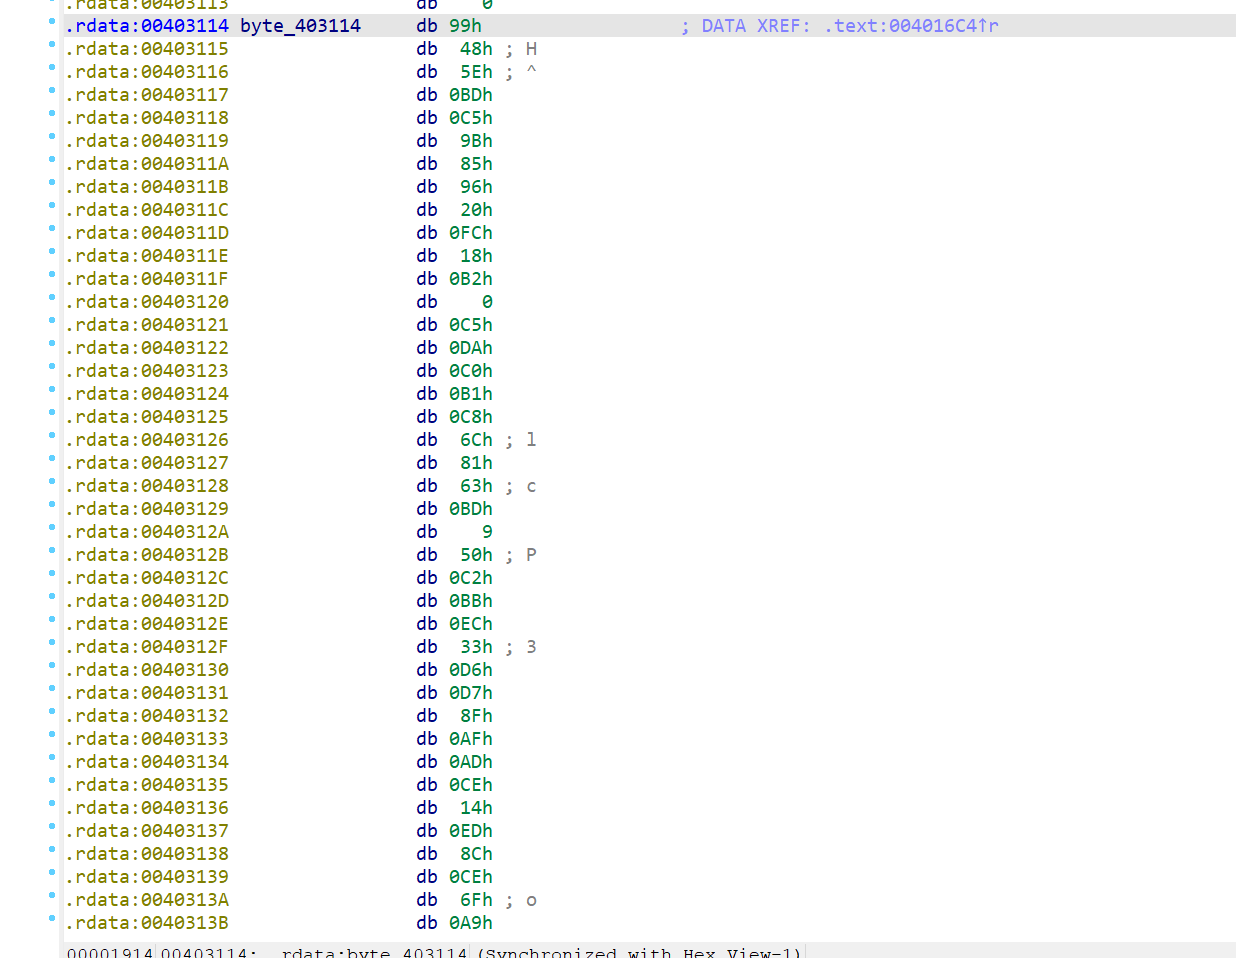 .rdata:00403113 db 0
.rdata:00403114 byte_403114 db 99h ; DATA XREF: .text:004016C4↑r
.rdata:00403115 db 48h ; H
.rdata:00403116 db 5Eh ; ^
.rdata:00403117 db 0BDh
.rdata:00403118 db 0C5h
.rdata:00403119 db 9Bh
.rdata:0040311A db 85h
.rdata:0040311B db 96h
.rdata:0040311C db 20h
.rdata:0040311D db 0FCh
.rdata:0040311E db 18h
.rdata:0040311F db 0B2h
.rdata:00403120 db 0
.rdata:00403121 db 0C5h
.rdata:00403122 db 0DAh
.rdata:00403123 db 0C0h
.rdata:00403124 db 0B1h
.rdata:00403125 db 0C8h
.rdata:00403126 db 6Ch ; l
.rdata:00403127 db 81h
.rdata:00403128 db 63h ; c
.rdata:00403129 db 0BDh
.rdata:0040312A db 9
.rdata:0040312B db 50h ; P
.rdata:0040312C db 0C2h
.rdata:0040312D db 0BBh
.rdata:0040312E db 0ECh
.rdata:0040312F db 33h ; 3
.rdata:00403130 db 0D6h
.rdata:00403131 db 0D7h
.rdata:00403132 db 8Fh
.rdata:00403133 db 0AFh
.rdata:00403134 db 0ADh
.rdata:00403135 db 0CEh
.rdata:00403136 db 14h
.rdata:00403137 db 0EDh
.rdata:00403138 db 8Ch
.rdata:00403139 db 0CEh
.rdata:0040313A db 6Fh ; o
.rdata:0040313B db 0A9h
00001914 00403114: .rdata:byte_403114 (Synchronized with Hex View-1)